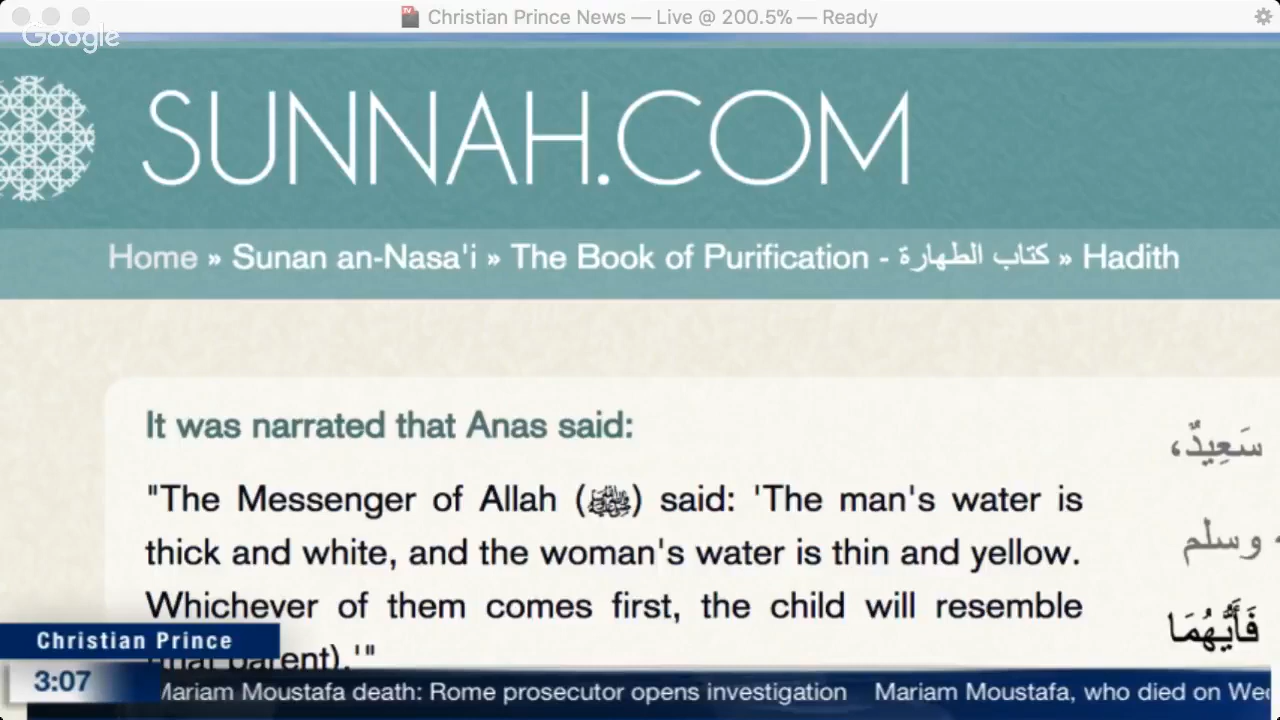 Christian Prince News — Live @ 200.5% — Ready
Google
SUNNAH.COM
Home » Sunan an-Nasa'i » The Book of Purification - كتاب الطهارة » Hadith
It was narrated that Anas said:
سَعِيدٌ،
"The Messenger of Allah (ﷺ) said: 'The man's water is
وسلم
thick and white, and the woman's water is thin and yellow.
Whichever of them comes first, the child will resemble
فَأَيُّهُمَا
(that parent).'"
Christian Prince
3:07
Mariam Moustafa death: Rome prosecutor opens investigation Mariam Moustafa, who died on Wed